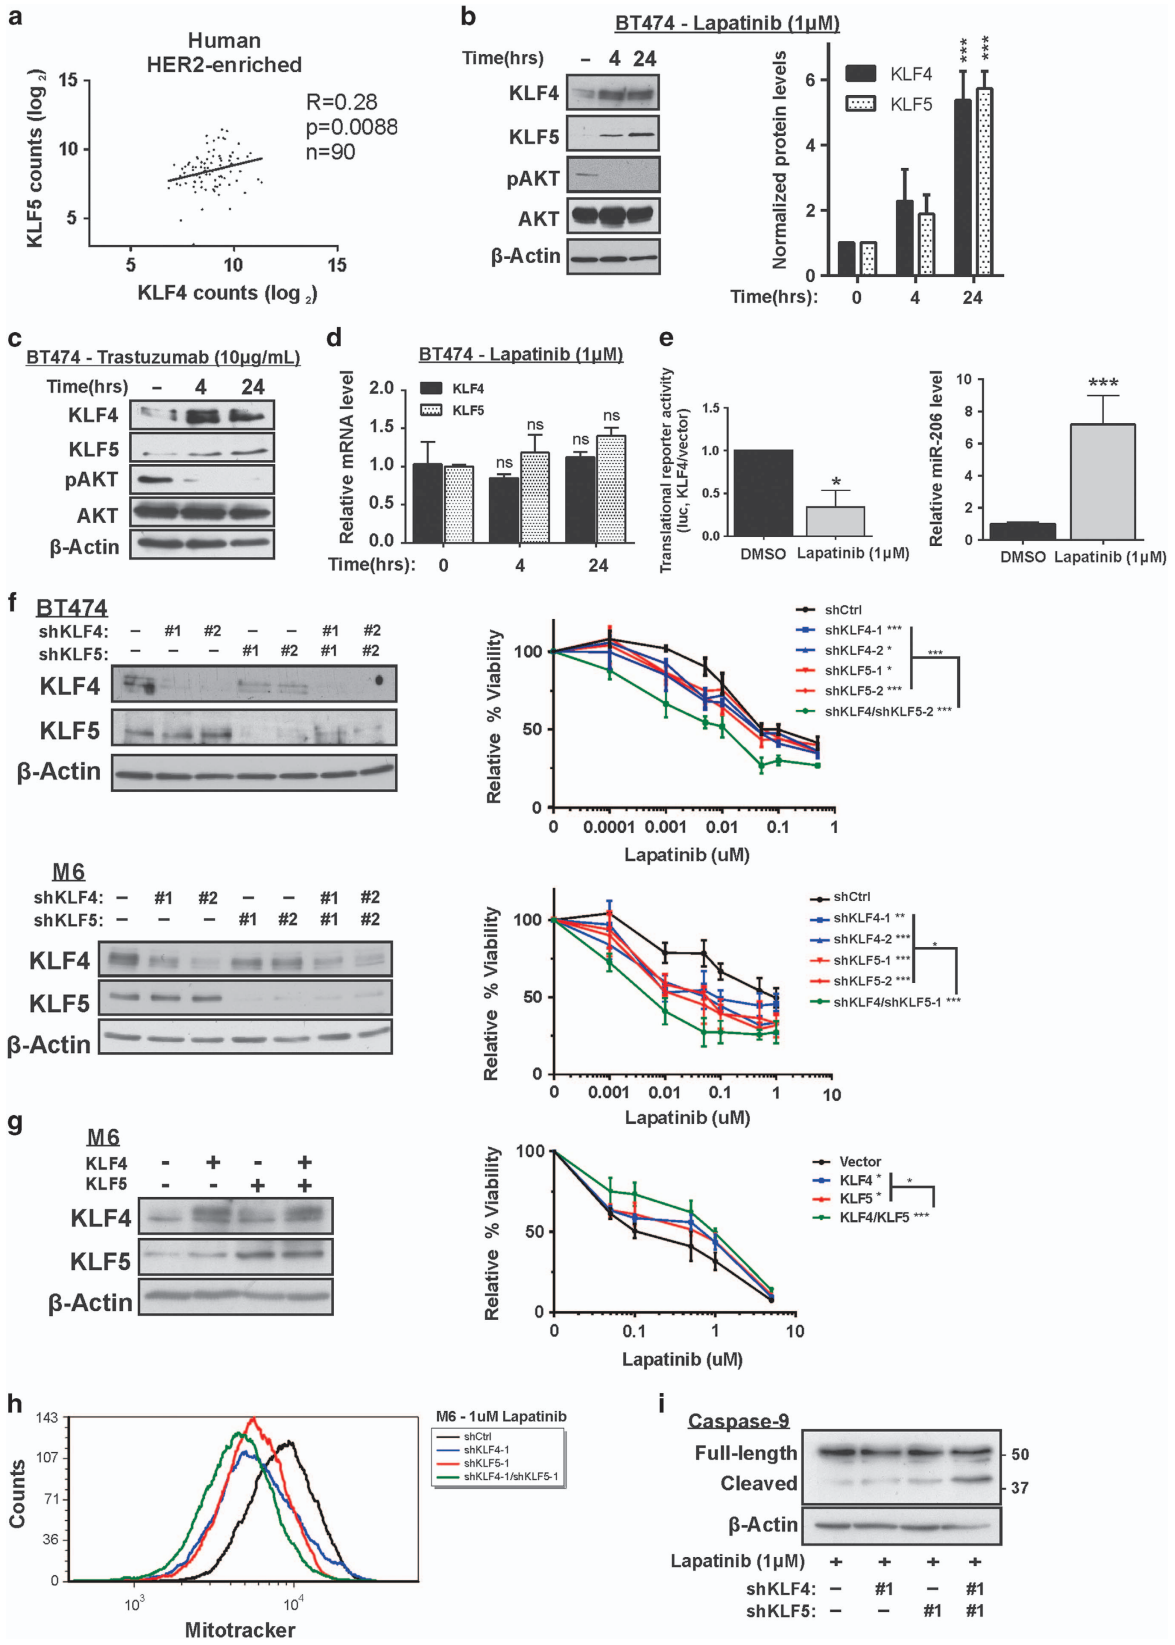 a
Human
HER2-enriched
KLF5 counts (log 2)
15
10
5
R=0.28
p=0.0088
n=90
5
10
15
KLF4 counts (log 2)
b
BT474 - Lapatinib (1µM)
Time(hrs) – 4 24
KLF4
KLF5
pAKT
AKT
β-Actin
Normalized protein levels
6
4
2
0
KLF4
KLF5
***
***
Time(hrs): 0 4 24
c
BT474 - Trastuzumab (10µg/mL)
Time(hrs) – 4 24
KLF4
KLF5
pAKT
AKT
β-Actin
d
BT474 - Lapatinib (1µM)
Relative mRNA level
2.0
1.5
1.0
0.5
0.0
KLF4
KLF5
ns
ns
ns
ns
Time(hrs): 0 4 24
e
Translational reporter activity
(luc, KLF4/vector)
1.5
1.0
0.5
0.0
*
DMSO Lapatinib (1µM)
Relative miR-206 level
10
8
6
4
2
0
***
DMSO Lapatinib (1µM)
f
BT474
shKLF4: – #1 #2 – – #1 #2
shKLF5: – – – #1 #2 #1 #2
KLF4
KLF5
β-Actin
Relative % Viability
100
50
0
0 0.0001 0.001 0.01 0.1 1
Lapatinib (uM)
shCtrl
shKLF4-1 ***
shKLF4-2 *
shKLF5-1 *
shKLF5-2 ***
shKLF4/shKLF5-2 ***
***
M6
shKLF4: – #1 #2 – – #1 #2
shKLF5: – – – #1 #2 #1 #2
KLF4
KLF5
β-Actin
Relative % Viability
100
50
0
0 0.001 0.01 0.1 1 10
Lapatinib (uM)
shCtrl
shKLF4-1 **
shKLF4-2 ***
shKLF5-1 ***
shKLF5-2 ***
shKLF4/shKLF5-1 ***
*
g
M6
KLF4 - + - +
KLF5 - - + +
KLF4
KLF5
β-Actin
Relative % Viability
100
50
0
0 0.1 1 10
Lapatinib (uM)
Vector
KLF4 *
KLF5 *
KLF4/KLF5 ***
*
h
Counts
143
107
71
36
0
10³ 10⁴
Mitotracker
M6 - 1uM Lapatinib
shCtrl
shKLF4-1
shKLF5-1
shKLF4-1/shKLF5-1
i
Caspase-9
Full-length
Cleaved
β-Actin
- 50
- 37
Lapatinib (1µM) + + + +
shKLF4: – #1 – #1
shKLF5: – – #1 #1